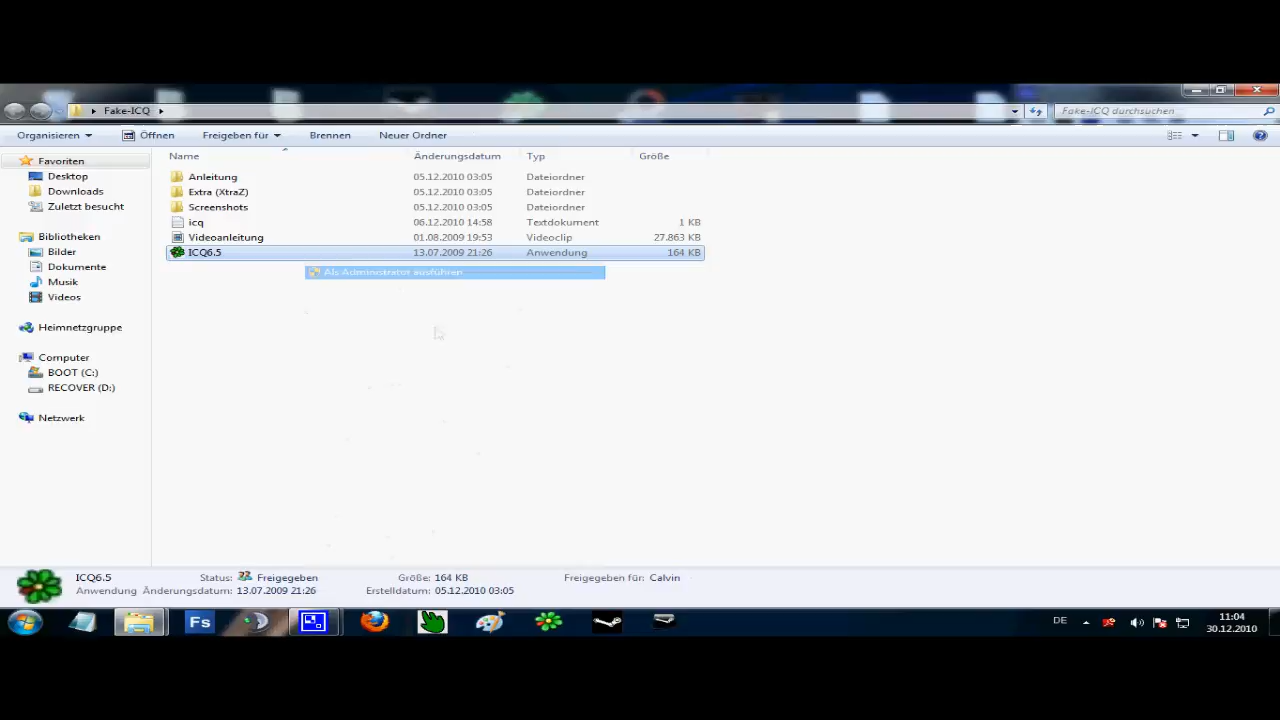 Fake-ICQ
Fake-ICQ durchsuchen
Organisieren Öffnen Freigeben für Brennen Neuer Ordner
Favoriten
Desktop
Downloads
Zuletzt besucht
Bibliotheken
Bilder
Dokumente
Musik
Videos
Heimnetzgruppe
Computer
BOOT (C:)
RECOVER (D:)
Netzwerk
Name Änderungsdatum Typ Größe
Anleitung 05.12.2010 03:05 Dateiordner
Extra (XtraZ) 05.12.2010 03:05 Dateiordner
Screenshots 05.12.2010 03:05 Dateiordner
icq 06.12.2010 14:58 Textdokument 1 KB
Videoanleitung 01.08.2009 19:53 Videoclip 27.863 KB
ICQ6.5 13.07.2009 21:26 Anwendung 164 KB
Als Administrator ausführen
ICQ6.5 Status: Freigegeben Größe: 164 KB Freigegeben für: Calvin
Anwendung Änderungsdatum: 13.07.2009 21:26 Erstelldatum: 05.12.2010 03:05
Fs
DE
11:04
30.12.2010